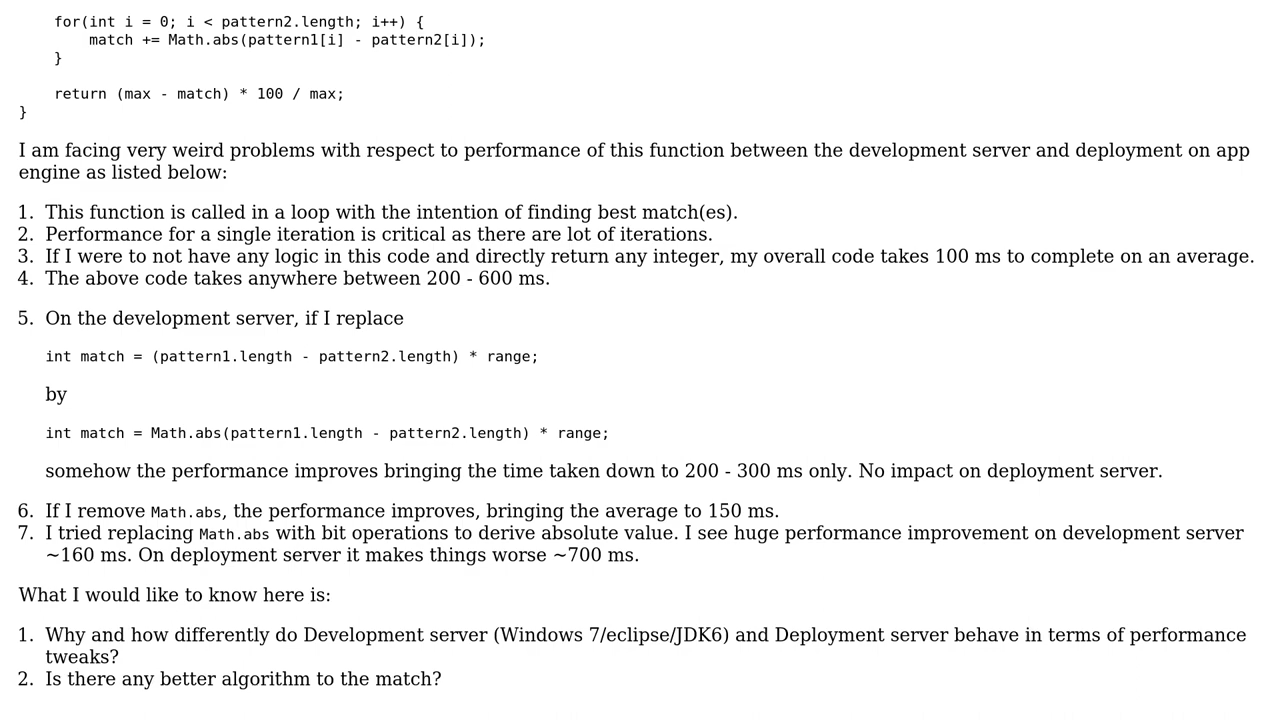 for(int i = 0; i < pattern2.length; i++) {
match += Math.abs(pattern1[i] - pattern2[i]);
}
return (max - match) * 100 / max;
}
I am facing very weird problems with respect to performance of this function between the development server and deployment on app
engine as listed below:
1. This function is called in a loop with the intention of finding best match(es).
2. Performance for a single iteration is critical as there are lot of iterations.
3. If I were to not have any logic in this code and directly return any integer, my overall code takes 100 ms to complete on an average.
4. The above code takes anywhere between 200 - 600 ms.
5. On the development server, if I replace
int match = (pattern1.length - pattern2.length) * range;
by
int match = Math.abs(pattern1.length - pattern2.length) * range;
somehow the performance improves bringing the time taken down to 200 - 300 ms only. No impact on deployment server.
6. If I remove Math.abs, the performance improves, bringing the average to 150 ms.
7. I tried replacing Math.abs with bit operations to derive absolute value. I see huge performance improvement on development server
~160 ms. On deployment server it makes things worse ~700 ms.
What I would like to know here is:
1. Why and how differently do Development server (Windows 7/eclipse/JDK6) and Deployment server behave in terms of performance
tweaks?
2. Is there any better algorithm to the match?